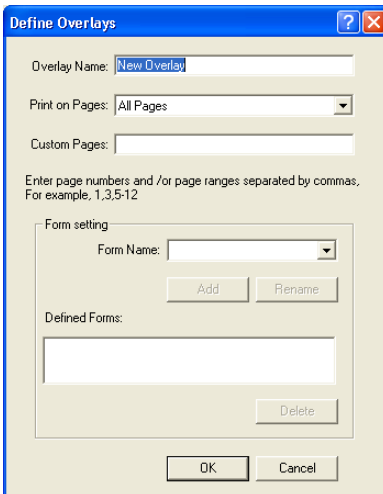 Define Overlays
Overlay Name: New Overlay
Print on Pages: All Pages
Custom Pages:
Enter page numbers and /or page ranges separated by commas,
For example, 1,3,5-12
Form setting
Form Name:
Add Rename
Defined Forms:
Delete
OK Cancel